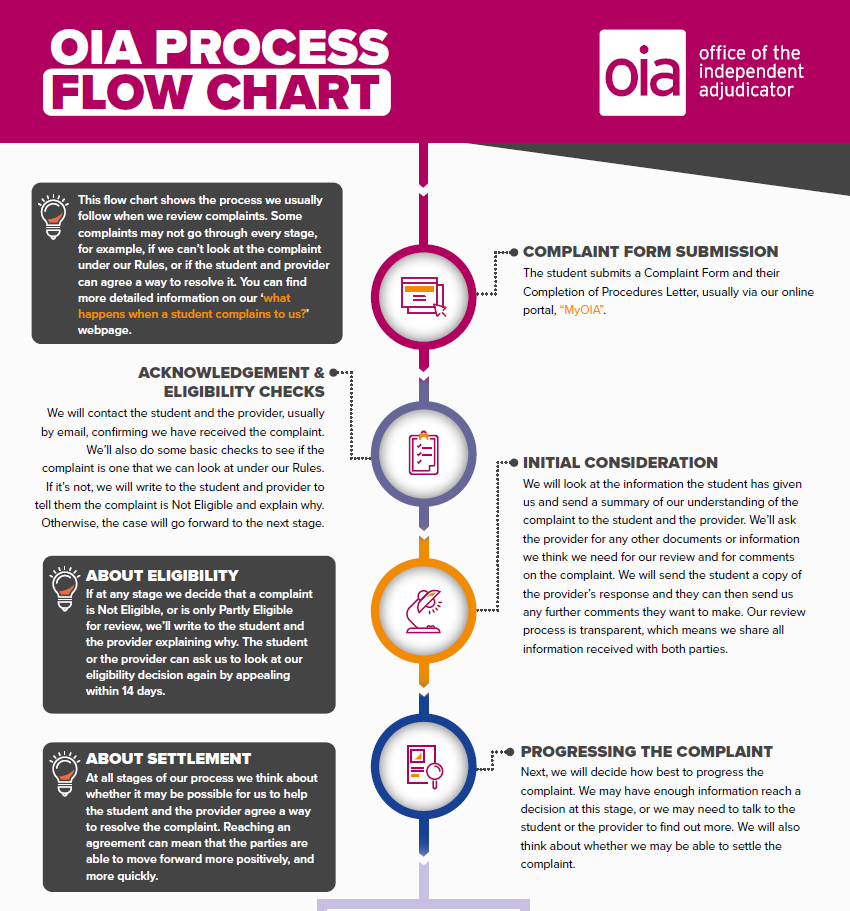 OIA PROCESS
FLOW CHART
oia
office of the
independent
adjudicator
This flow chart shows the process we usually
follow when we review complaints. Some
complaints may not go through every stage,
for example, if we can't look at the complaint
under our Rules, or if the student and provider
can agree a way to resolve it. You can find
more detailed information on our ‘what
happens when a student complains to us?’
webpage.
COMPLAINT FORM SUBMISSION
The student submits a Complaint Form and their
Completion of Procedures Letter, usually via our online
portal, “MyOIA”.
ACKNOWLEDGEMENT &
ELIGIBILITY CHECKS
We will contact the student and the provider, usually
by email, confirming we have received the complaint.
We’ll also do some basic checks to see if the
complaint is one that we can look at under our Rules.
If it’s not, we will write to the student and provider to
tell them the complaint is Not Eligible and explain why.
Otherwise, the case will go forward to the next stage.
INITIAL CONSIDERATION
We will look at the information the student has given
us and send a summary of our understanding of the
complaint to the student and the provider. We’ll ask
the provider for any other documents or information
we think we need for our review and for comments
on the complaint. We will send the student a copy of
the provider’s response and they can then send us
any further comments they want to make. Our review
process is transparent, which means we share all
information received with both parties.
ABOUT ELIGIBILITY
If at any stage we decide that a complaint
is Not Eligible, or is only Partly Eligible
for review, we’ll write to the student and
the provider explaining why. The student
or the provider can ask us to look at our
eligibility decision again by appealing
within 14 days.
ABOUT SETTLEMENT
At all stages of our process we think about
whether it may be possible for us to help
the student and the provider agree a way
to resolve the complaint. Reaching an
agreement can mean that the parties are
able to move forward more positively, and
more quickly.
PROGRESSING THE COMPLAINT
Next, we will decide how best to progress the
complaint. We may have enough information reach a
decision at this stage, or we may need to talk to the
student or the provider to find out more. We will also
think about whether we may be able to settle the
complaint.